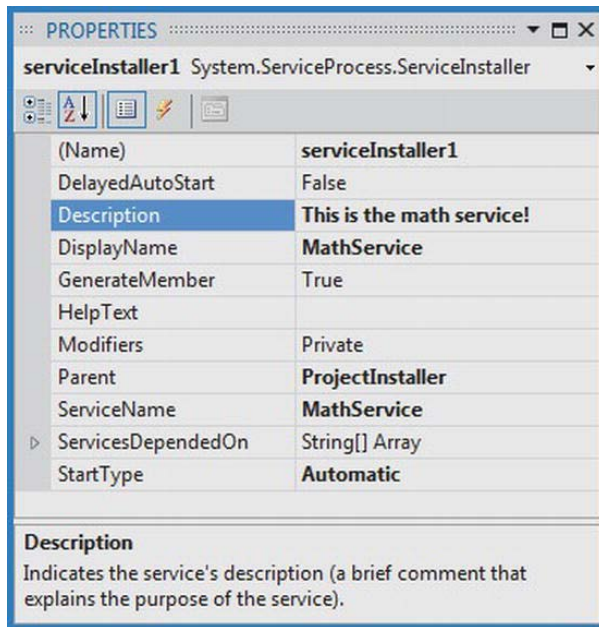 PROPERTIES
serviceInstaller1 System.ServiceProcess.ServiceInstaller
A Z
(Name) serviceInstaller1
DelayedAutoStart False
Description This is the math service!
DisplayName MathService
GenerateMember True
HelpText
Modifiers Private
Parent ProjectInstaller
ServiceName MathService
ServicesDependedOn String[] Array
StartType Automatic
Description
Indicates the service's description (a brief comment that
explains the purpose of the service).